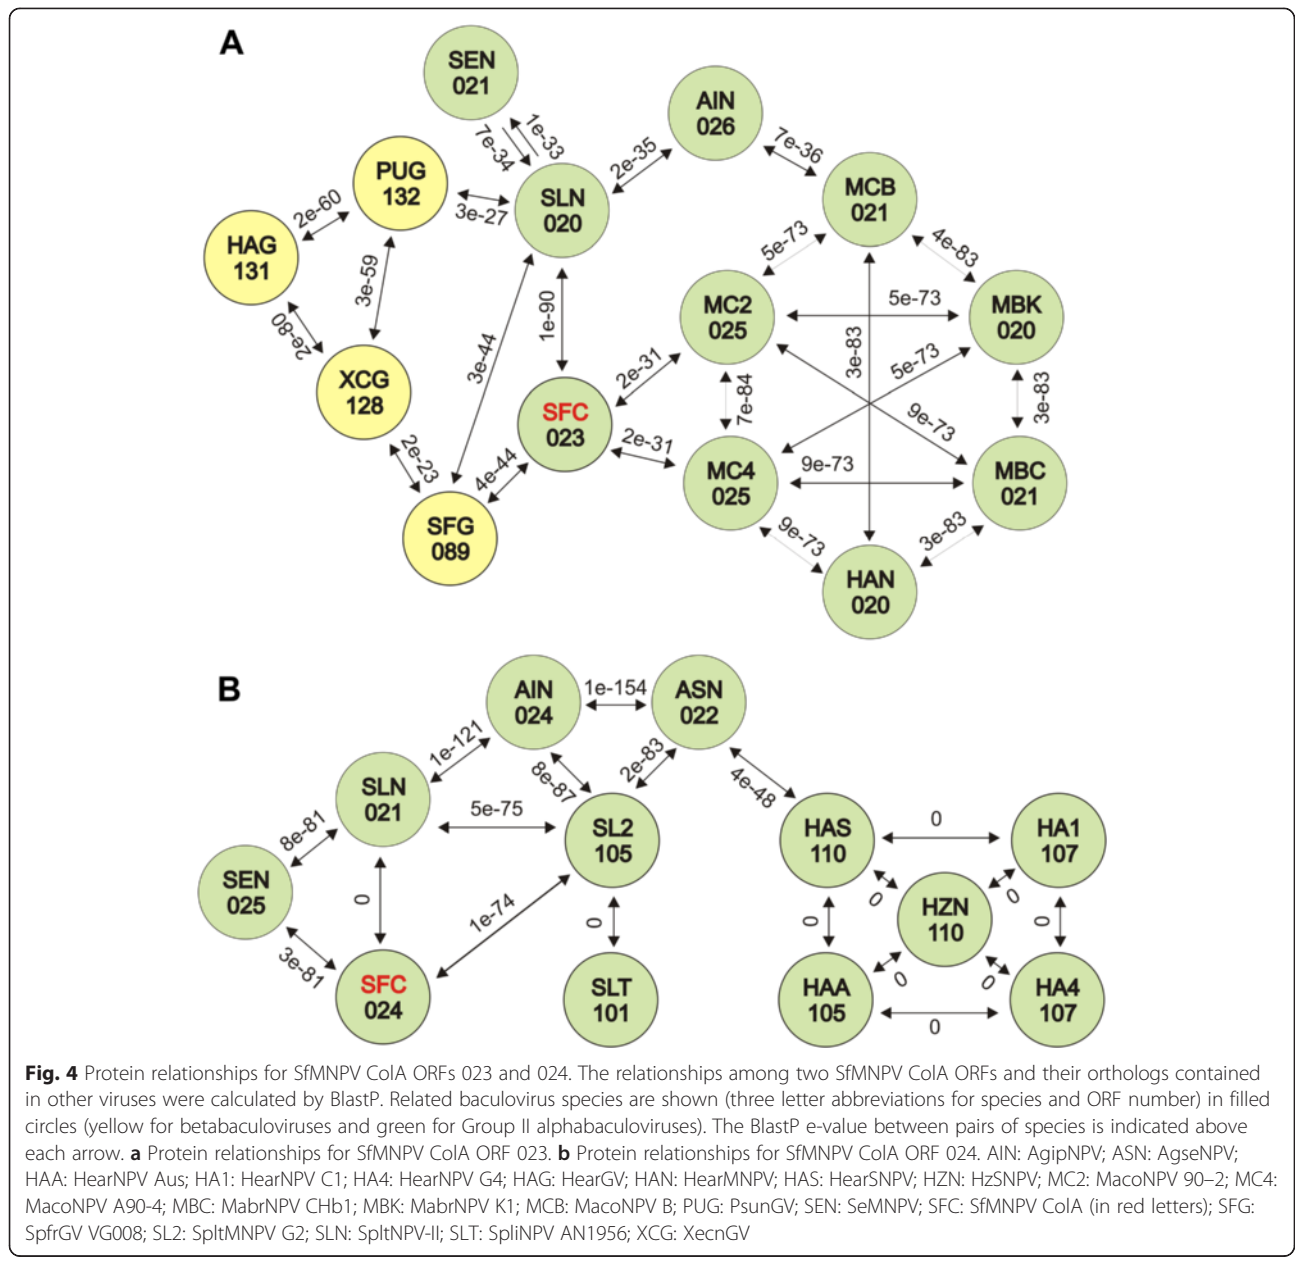 A
SEN
021
7e-34
1e-33
AIN
026
2e-35
7e-36
PUG
132
3e-27
SLN
020
MCB
021
2e-60
HAG
131
3e-59
2e-80
5e-73
4e-83
MC2
025
5e-73
MBK
020
3e-44
1e-90
3e-83
5e-73
2e-31
7e-84
9e-73
3e-83
XCG
128
SFC
023
2e-31
2e-23
4e-44
MC4
025
9e-73
MBC
021
SFG
089
9e-73
3e-83
HAN
020
B
AIN
024
1e-154
ASN
022
1e-121
8e-87
2e-83
4e-48
SLN
021
5e-75
SL2
105
HAS
110
0
HA1
107
8e-81
SEN
025
0
1e-74
0
0
0
HZN
110
0
0
3e-81
SFC
024
SLT
101
HAA
105
0
0
0
HA4
107
Fig. 4 Protein relationships for SfMNPV ColA ORFs 023 and 024. The relationships among two SfMNPV ColA ORFs and their orthologs contained
in other viruses were calculated by BlastP. Related baculovirus species are shown (three letter abbreviations for species and ORF number) in filled
circles (yellow for betabaculoviruses and green for Group II alphabaculoviruses). The BlastP e-value between pairs of species is indicated above
each arrow. a Protein relationships for SfMNPV ColA ORF 023. b Protein relationships for SfMNPV ColA ORF 024. AIN: AgipNPV; ASN: AgseNPV;
HAA: HearNPV Aus; HA1: HearNPV C1; HA4: HearNPV G4; HAG: HearGV; HAN: HearMNPV; HAS: HearSNPV; HZN: HzSNPV; MC2: MacoNPV 90–2; MC4:
MacoNPV A90-4; MBC: MabrNPV CHb1; MBK: MabrNPV K1; MCB: MacoNPV B; PUG: PsunGV; SEN: SeMNPV; SFC: SfMNPV ColA (in red letters); SFG:
SpfrGV VG008; SL2: SpltMNPV G2; SLN: SpltNPV-II; SLT: SpliNPV AN1956; XCG: XecnGV